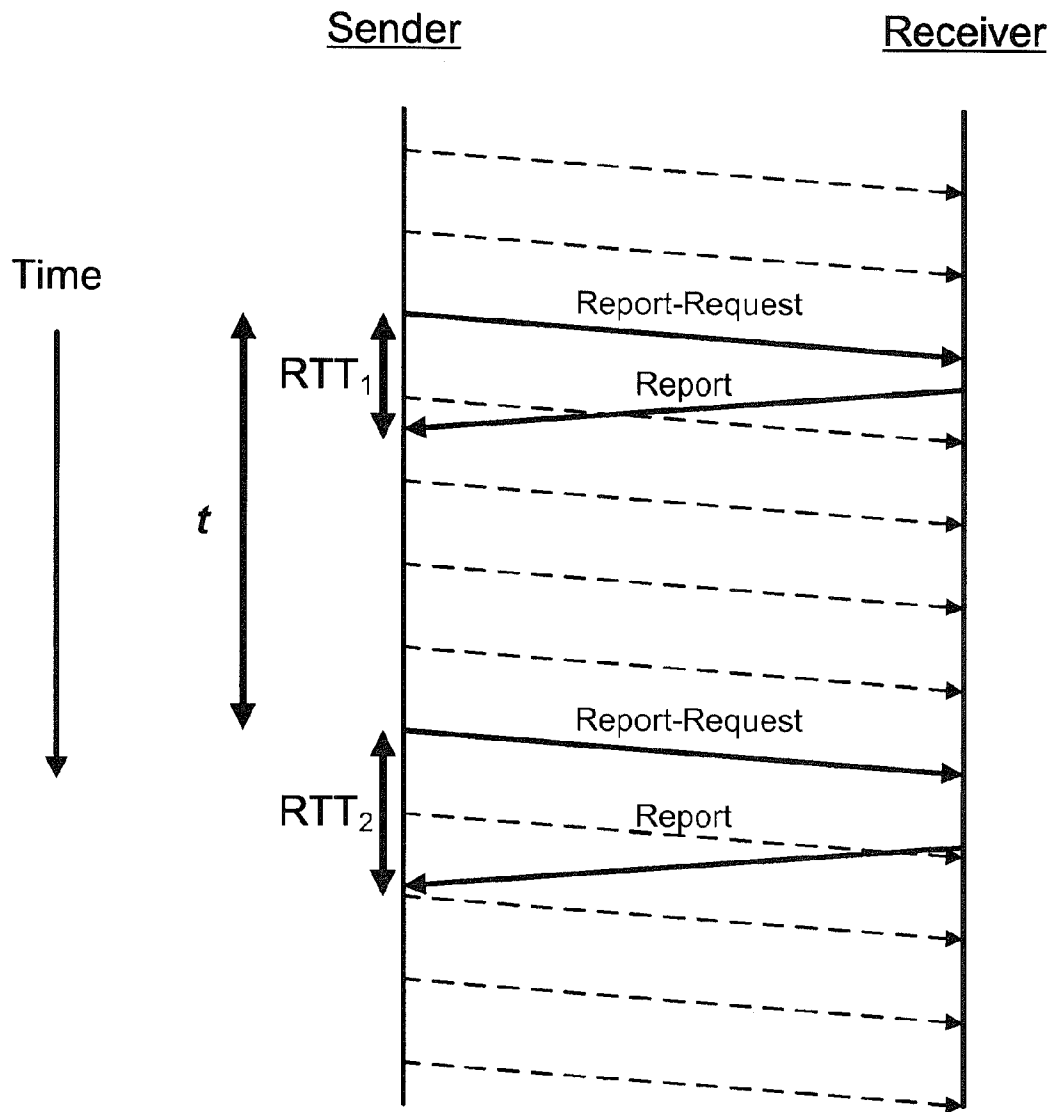 Sender
Receiver
Time
Report-Request
RTT1
Report
t
Report-Request
RTT2
Report